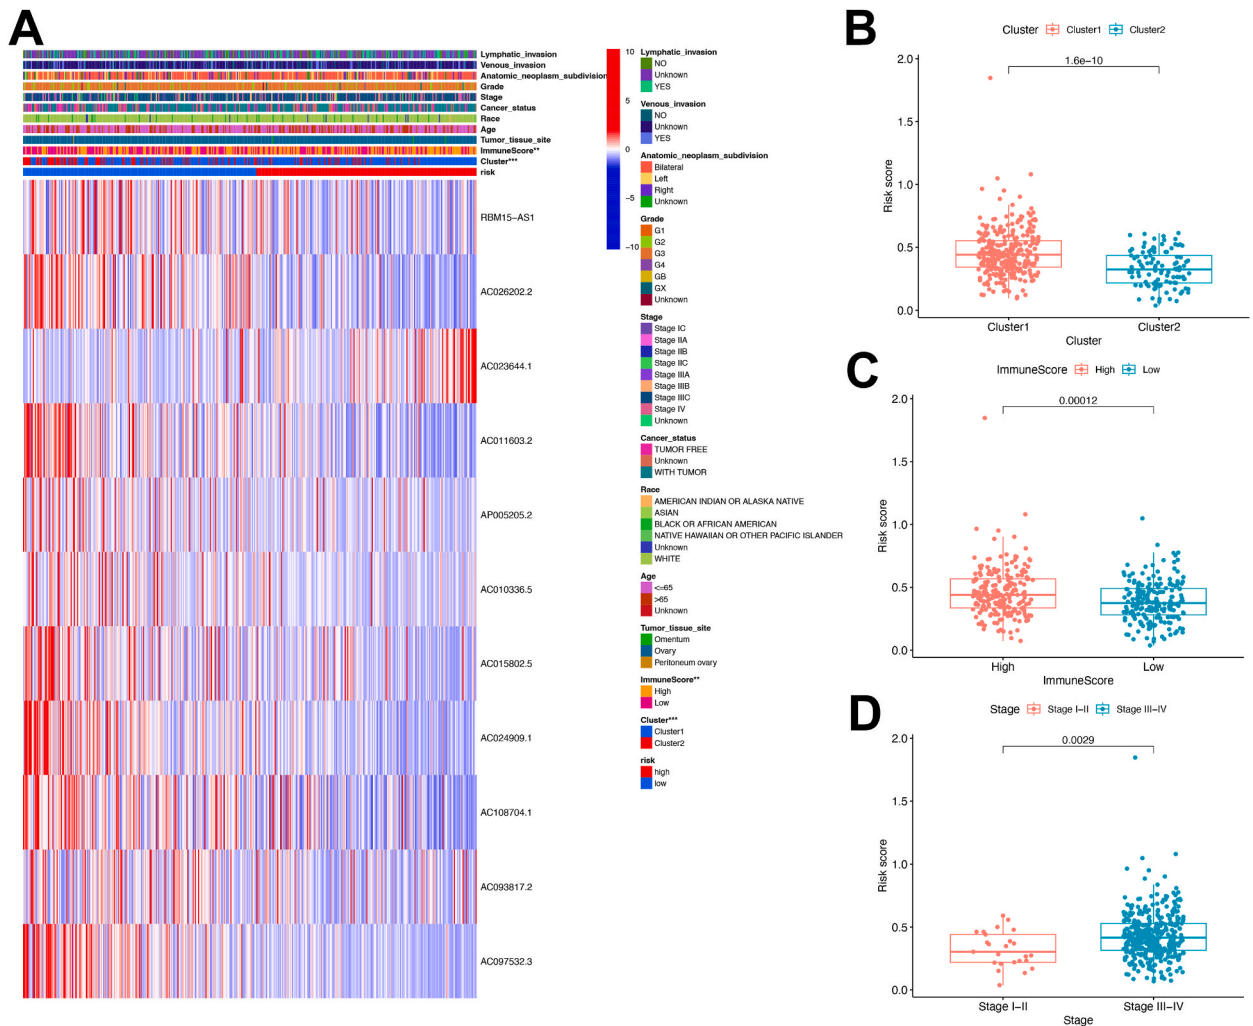 A
Lymphatic_invasion
Venous_invasion
Anatomic_neoplasm_subdivision
Grade
Stage
Cancer_status
Race
Age
Tumor_tissue_site
ImmuneScore**
Cluster***
risk
RBM15−AS1
AC026202.2
AC023644.1
AC011603.2
AP005205.2
AC010336.5
AC015802.5
AC024909.1
AC108704.1
AC093817.2
AC097532.3
10
5
0
−5
−10
Lymphatic_invasion
NO
Unknown
YES
Venous_invasion
NO
Unknown
YES
Anatomic_neoplasm_subdivision
Bilateral
Left
Right
Unknown
Grade
G1
G2
G3
G4
GB
GX
Unknown
Stage
Stage IC
Stage IIA
Stage IIB
Stage IIC
Stage IIIA
Stage IIIB
Stage IIIC
Stage IV
Unknown
Cancer_status
TUMOR FREE
Unknown
WITH TUMOR
Race
AMERICAN INDIAN OR ALASKA NATIVE
ASIAN
BLACK OR AFRICAN AMERICAN
NATIVE HAWAIIAN OR OTHER PACIFIC ISLANDER
Unknown
WHITE
Age
<=65
>65
Unknown
Tumor_tissue_site
Omentum
Ovary
Peritoneum ovary
ImmuneScore**
High
Low
Cluster***
Cluster1
Cluster2
risk
high
low
B
Cluster Cluster1 Cluster2
1.6e−10
2.0
1.5
1.0
0.5
0.0
Risk score
Cluster1 Cluster2
Cluster
C
ImmuneScore High Low
0.00012
2.0
1.5
1.0
0.5
0.0
Risk score
High Low
ImmuneScore
D
Stage Stage I−II Stage III−IV
0.0029
2.0
1.5
1.0
0.5
0.0
Risk score
Stage I−II Stage III−IV
Stage